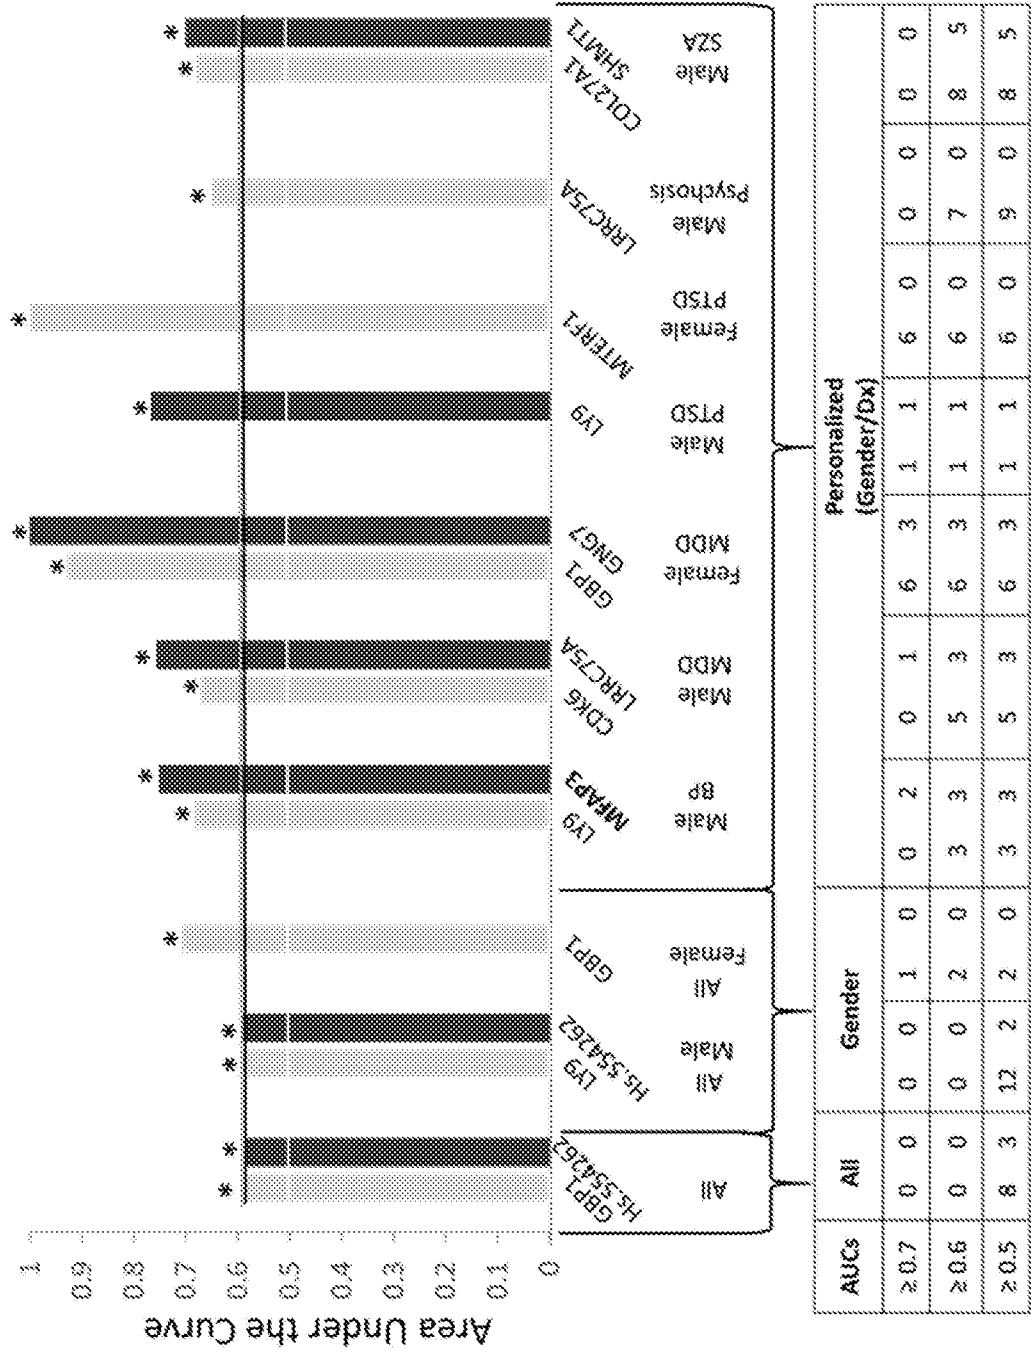 Area Under the Curve
1
0.9
0.8
0.7
0.6
0.5
0.4
0.3
0.2
0.1
0
* * * * * * * * * * * * * * * *
GBP1 Hs.554262 LY9 Hs.554262 GBP1 LY9 MFAP3 CDK6 LRRC75A GBP1 GNG7 LY9 MTERF1 LRRC75A COL27A1 SHMT1
All
All Male
All Female
Male BP
Male MDD
Female MDD
Male PTSD
Female PTSD
Male Psychosis
Male SZA
AUCs All Gender Personalized
(Gender/Dx)
≥ 0.7 0 0 0 0 1 0 0 2 0 1 6 3 1 1 6 0 0 0 0 0
≥ 0.6 0 0 0 0 2 0 3 3 5 3 6 3 1 1 6 0 7 0 8 5
≥ 0.5 8 3 12 2 2 0 3 3 5 3 6 3 1 1 6 0 9 0 8 5